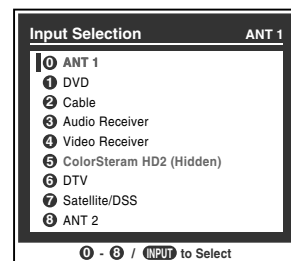 Input Selection ANT 1
0 ANT 1
1 DVD
2 Cable
3 Audio Receiver
4 Video Receiver
5 ColorSteram HD2 (Hidden)
6 DTV
7 Satellite/DSS
8 ANT 2
0 - 8 / INPUT to Select